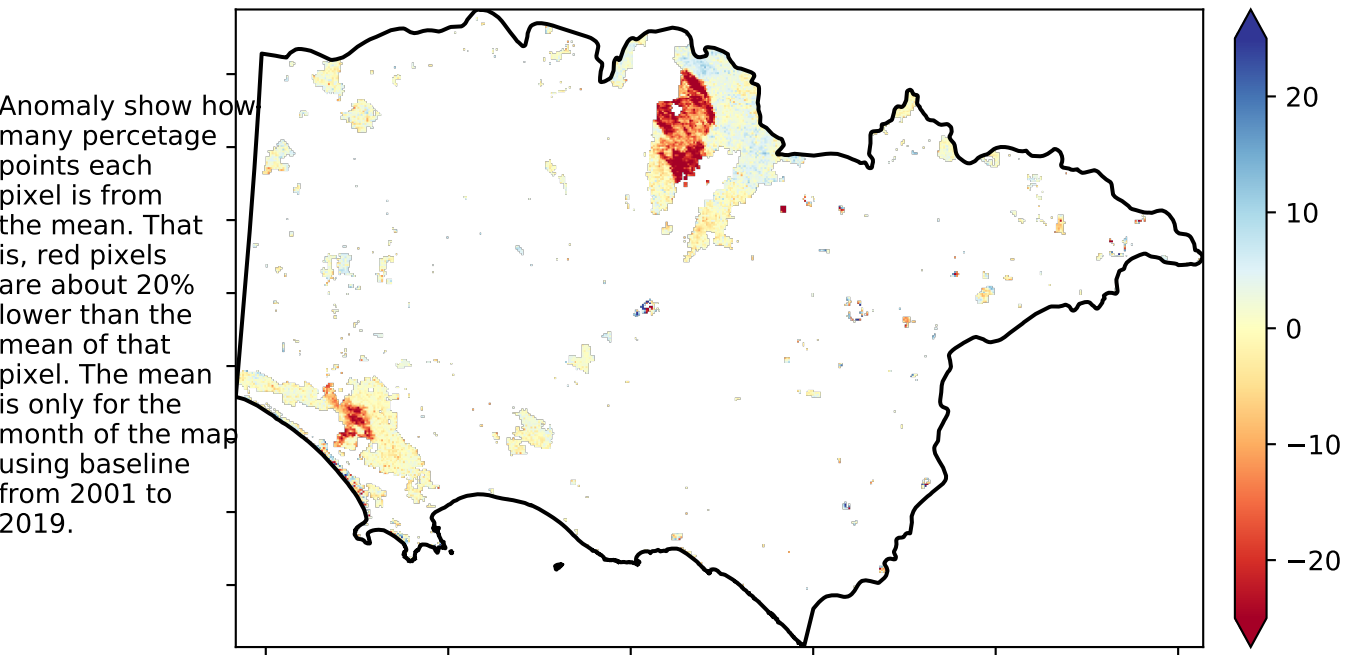 Anomaly show how
many percetage
points each
pixel is from
the mean. That
is, red pixels
are about 20%
lower than the
mean of that
pixel. The mean
is only for the
month of the map
using baseline
from 2001 to
2019.
20
10
0
−10
−20